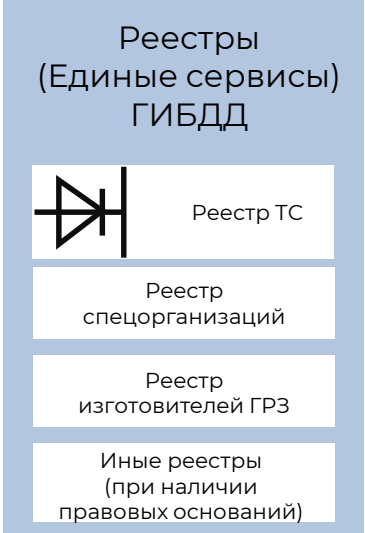 Реестры
(Единые сервисы)
ГИБДД
Реестр ТС
Реестр
спецорганизаций
Реестр
изготовителей ГРЗ
Иные реестры
(при наличии
правовых оснований)